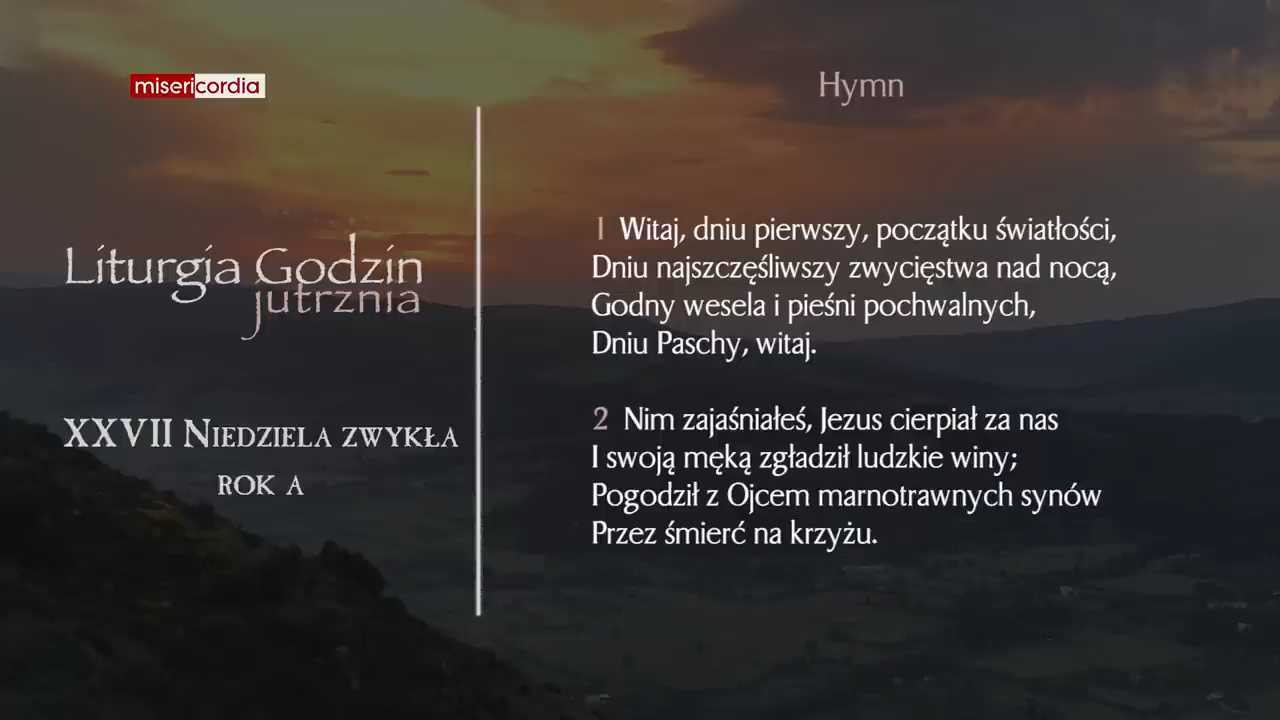 misericordia
Liturgia Godzin
jutrznia
XXVII Niedziela zwykła
rok a
Hymn
1 Witaj, dniu pierwszy, początku światłości,
Dniu najszczęśliwszy zwycięstwa nad nocą,
Godny wesela i pieśni pochwalnych,
Dniu Paschy, witaj.
2 Nim zajaśniałeś, Jezus cierpiał za nas
I swoją męką zgładził ludzkie winy;
Pogodził z Ojcem marnotrawnych synów
Przez śmierć na krzyżu.